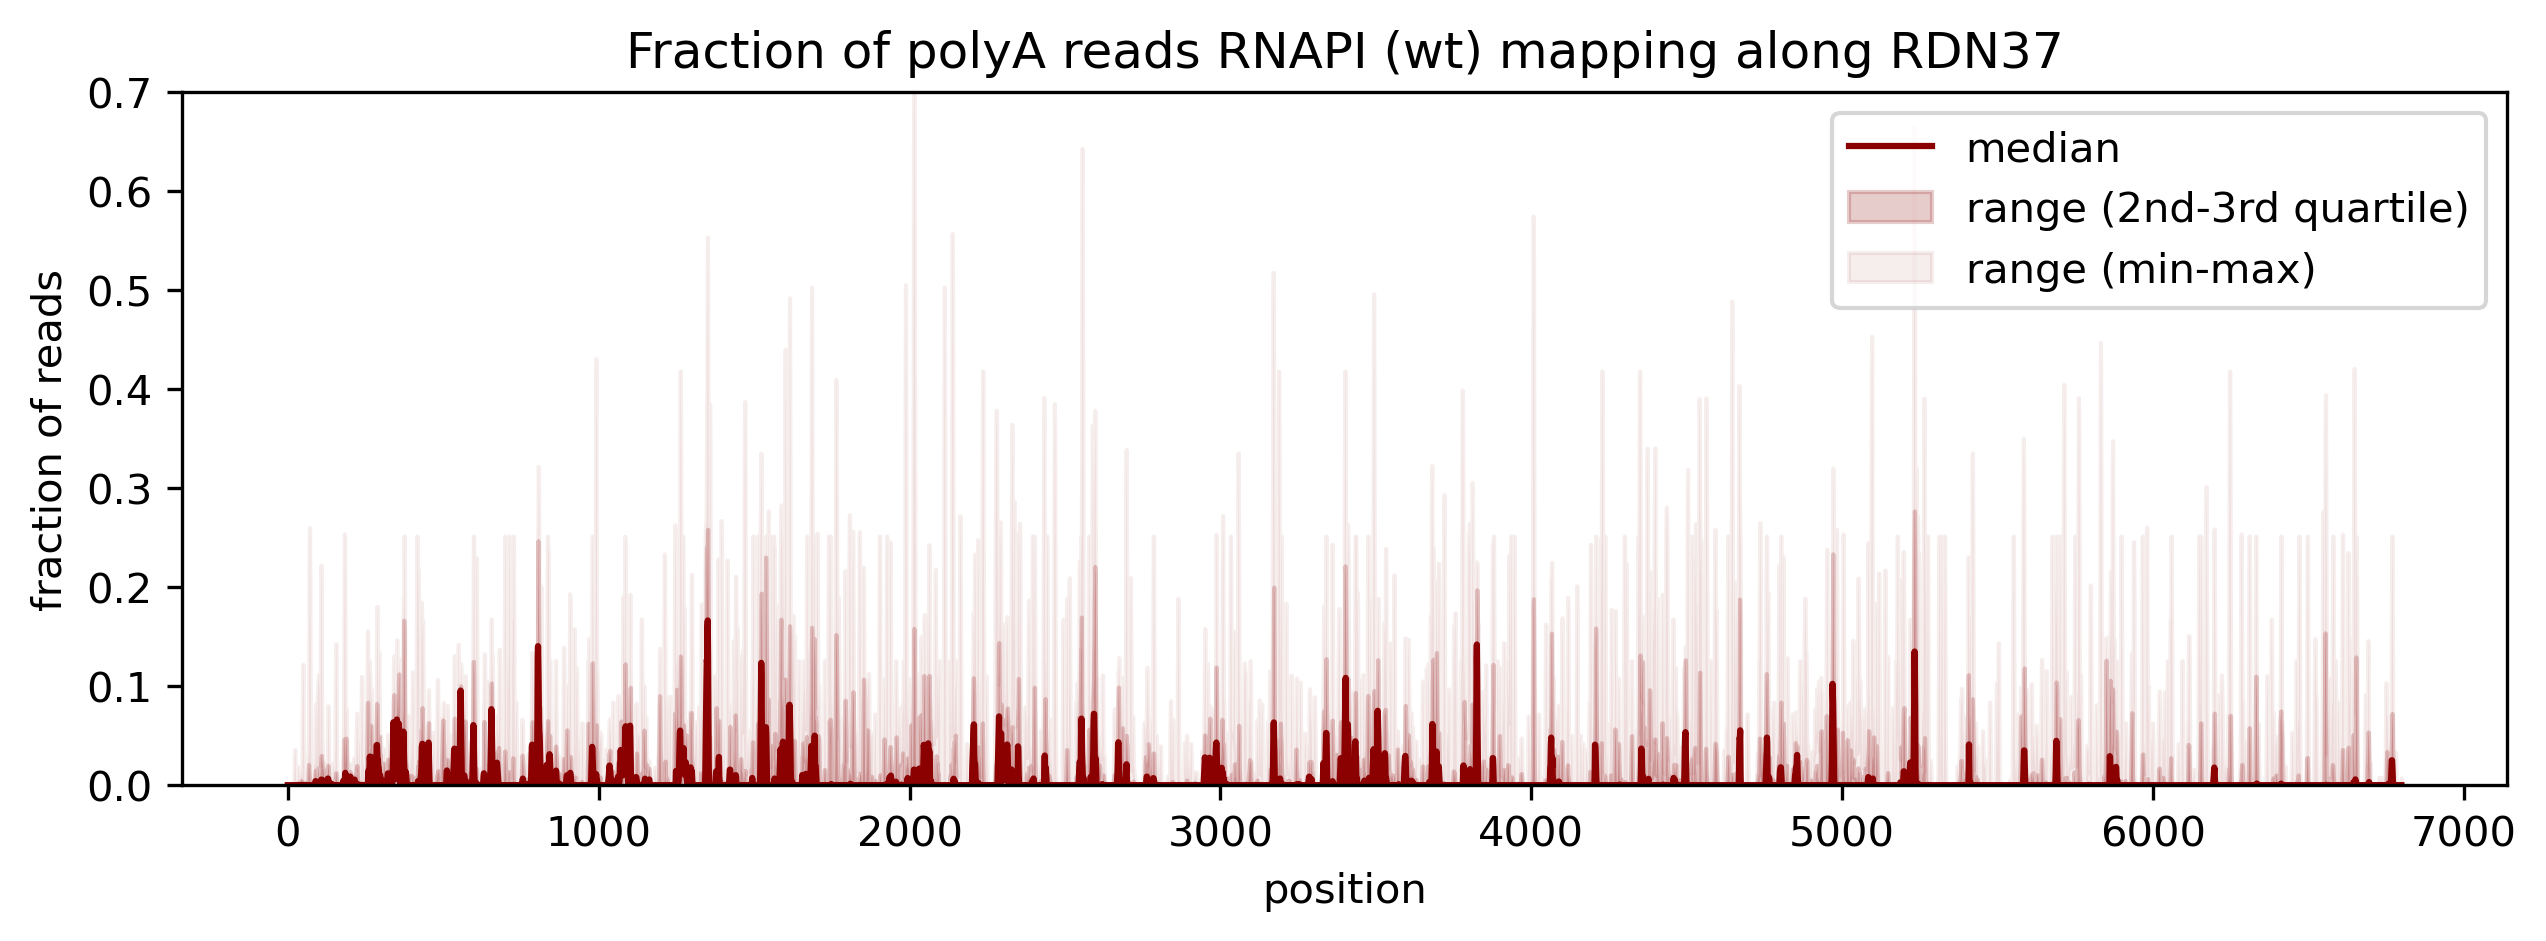 Fraction of polyA reads RNAPI (wt) mapping along RDN37
0.7
0.6
0.5
0.4
0.3
0.2
0.1
0.0
fraction of reads
median
range (2nd-3rd quartile)
range (min-max)
0 1000 2000 3000 4000 5000 6000 7000
position